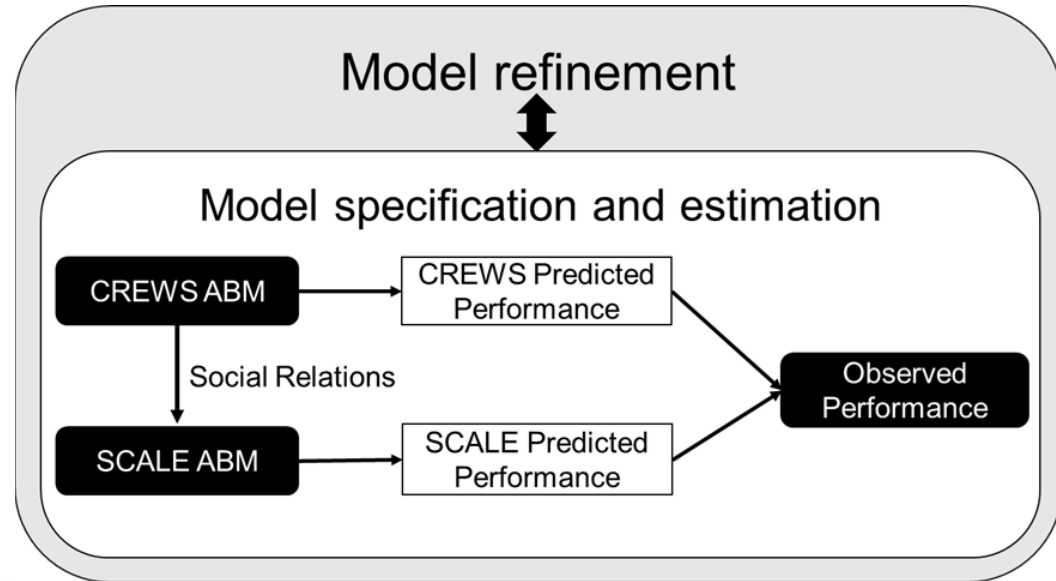 Model refinement
Model specification and estimation
CREWS ABM
CREWS Predicted
Performance
Social Relations
Observed
Performance
SCALE ABM
SCALE Predicted
Performance